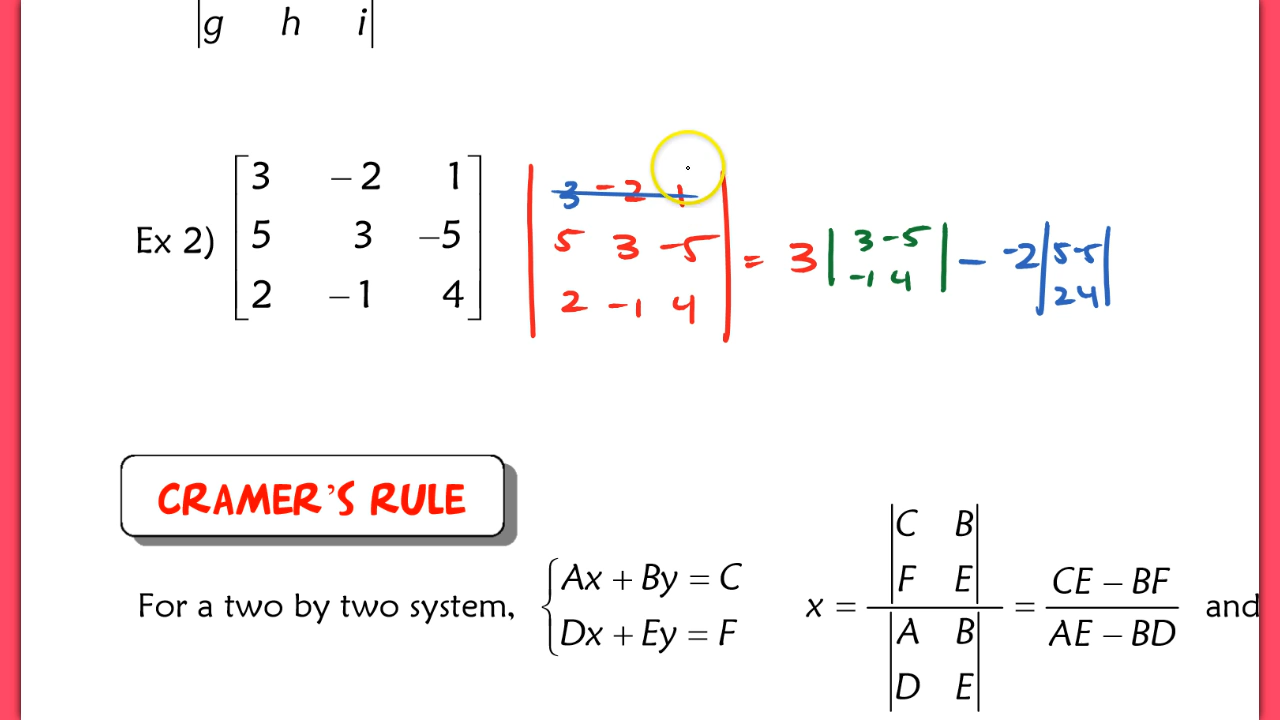 |g h i|
Ex 2) [3 −2 1
5 3 −5
2 −1 4]
|3 −2 1
5 3 −5
2 −1 4| = 3 |3 −5
−1 4| − −2 |5 −5
2 4|
CRAMER'S RULE
For a two by two system, { Ax + By = C
Dx + Ey = F
x = |C B
F E|
|A B
D E| = CE − BF
AE − BD and